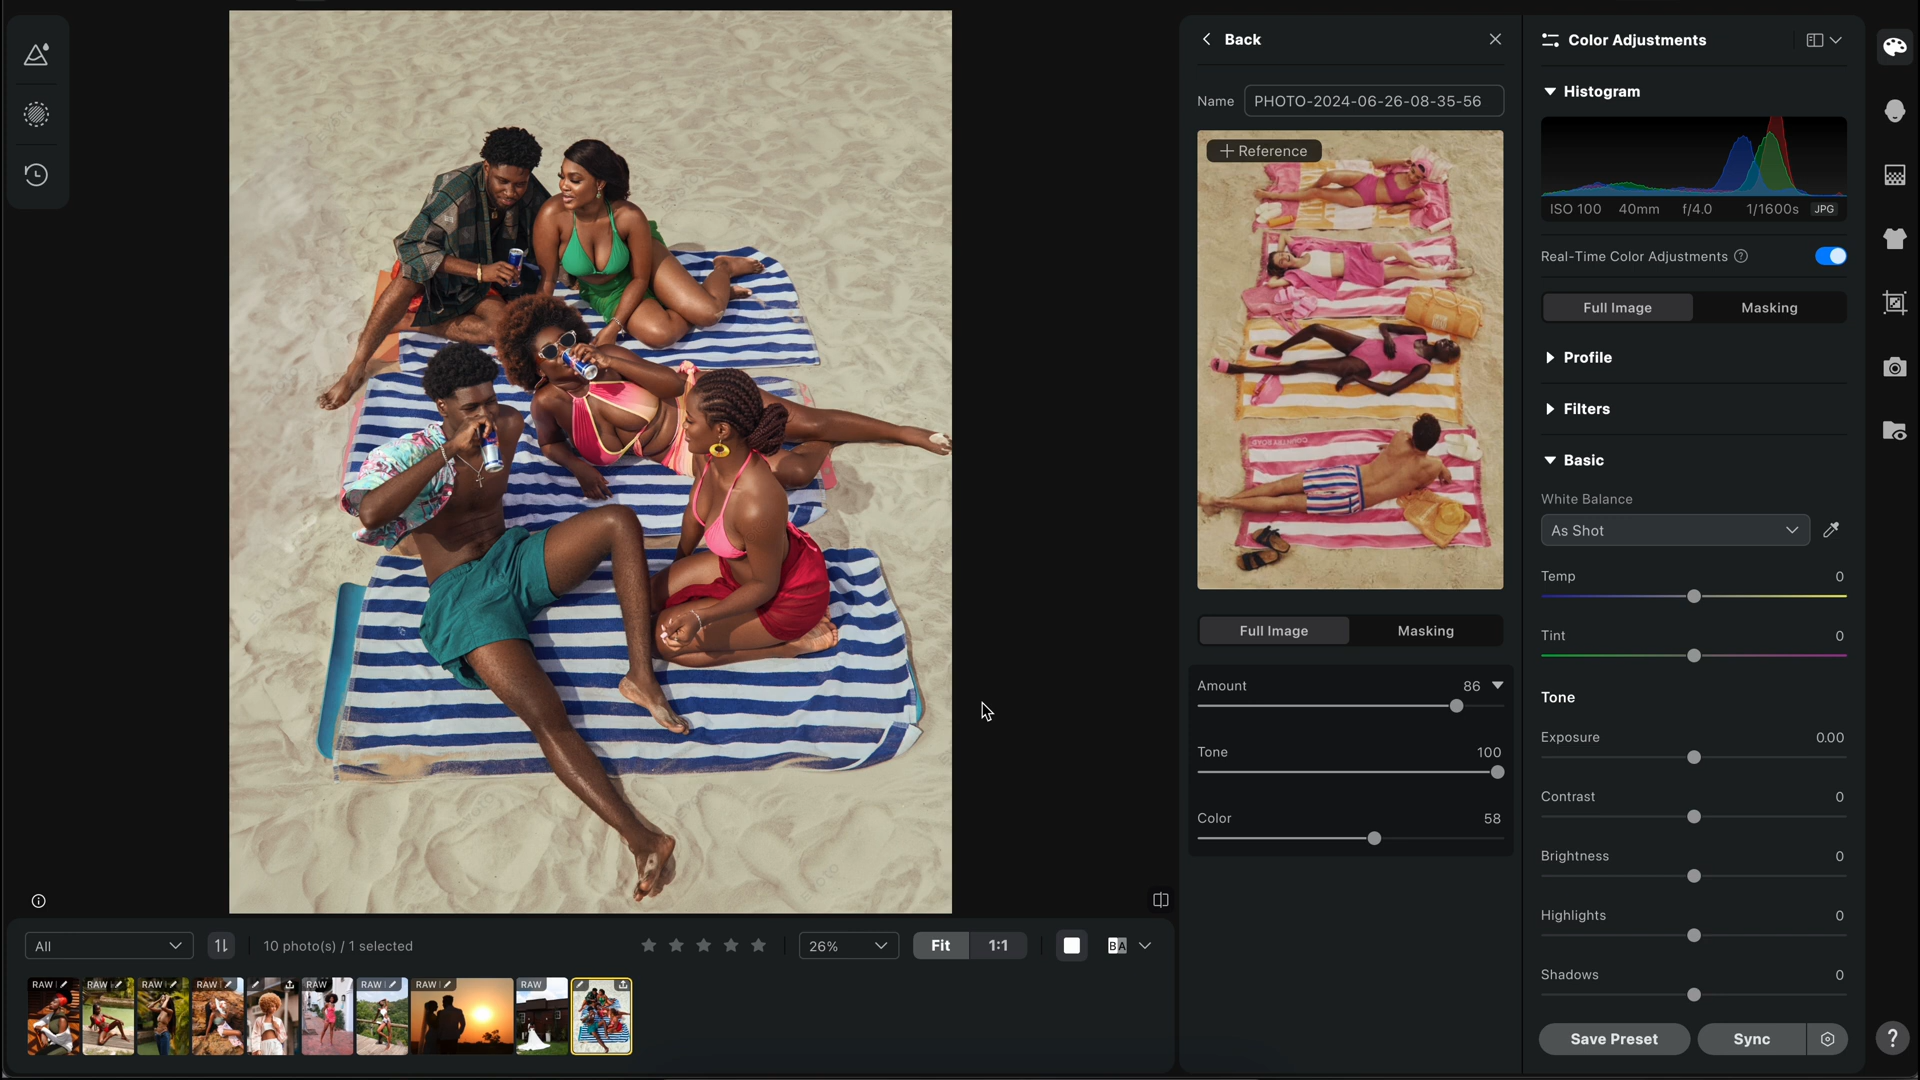 Back
Name PHOTO-2024-06-26-08-35-56
+ Reference
Full Image Masking
Amount 86
Tone 100
Color 58
Color Adjustments
Histogram
ISO 100 40mm f/4.0 1/1600s JPG
Real-Time Color Adjustments ?
Full Image Masking
Profile
Filters
Basic
White Balance
As Shot
Temp 0
Tint 0
Tone
Exposure 0.00
Contrast 0
Brightness 0
Highlights 0
Shadows 0
Save Preset Sync ?
All 10 photo(s) / 1 selected 26% Fit 1:1 BA
RAW RAW RAW RAW RAW RAW RAW RAW